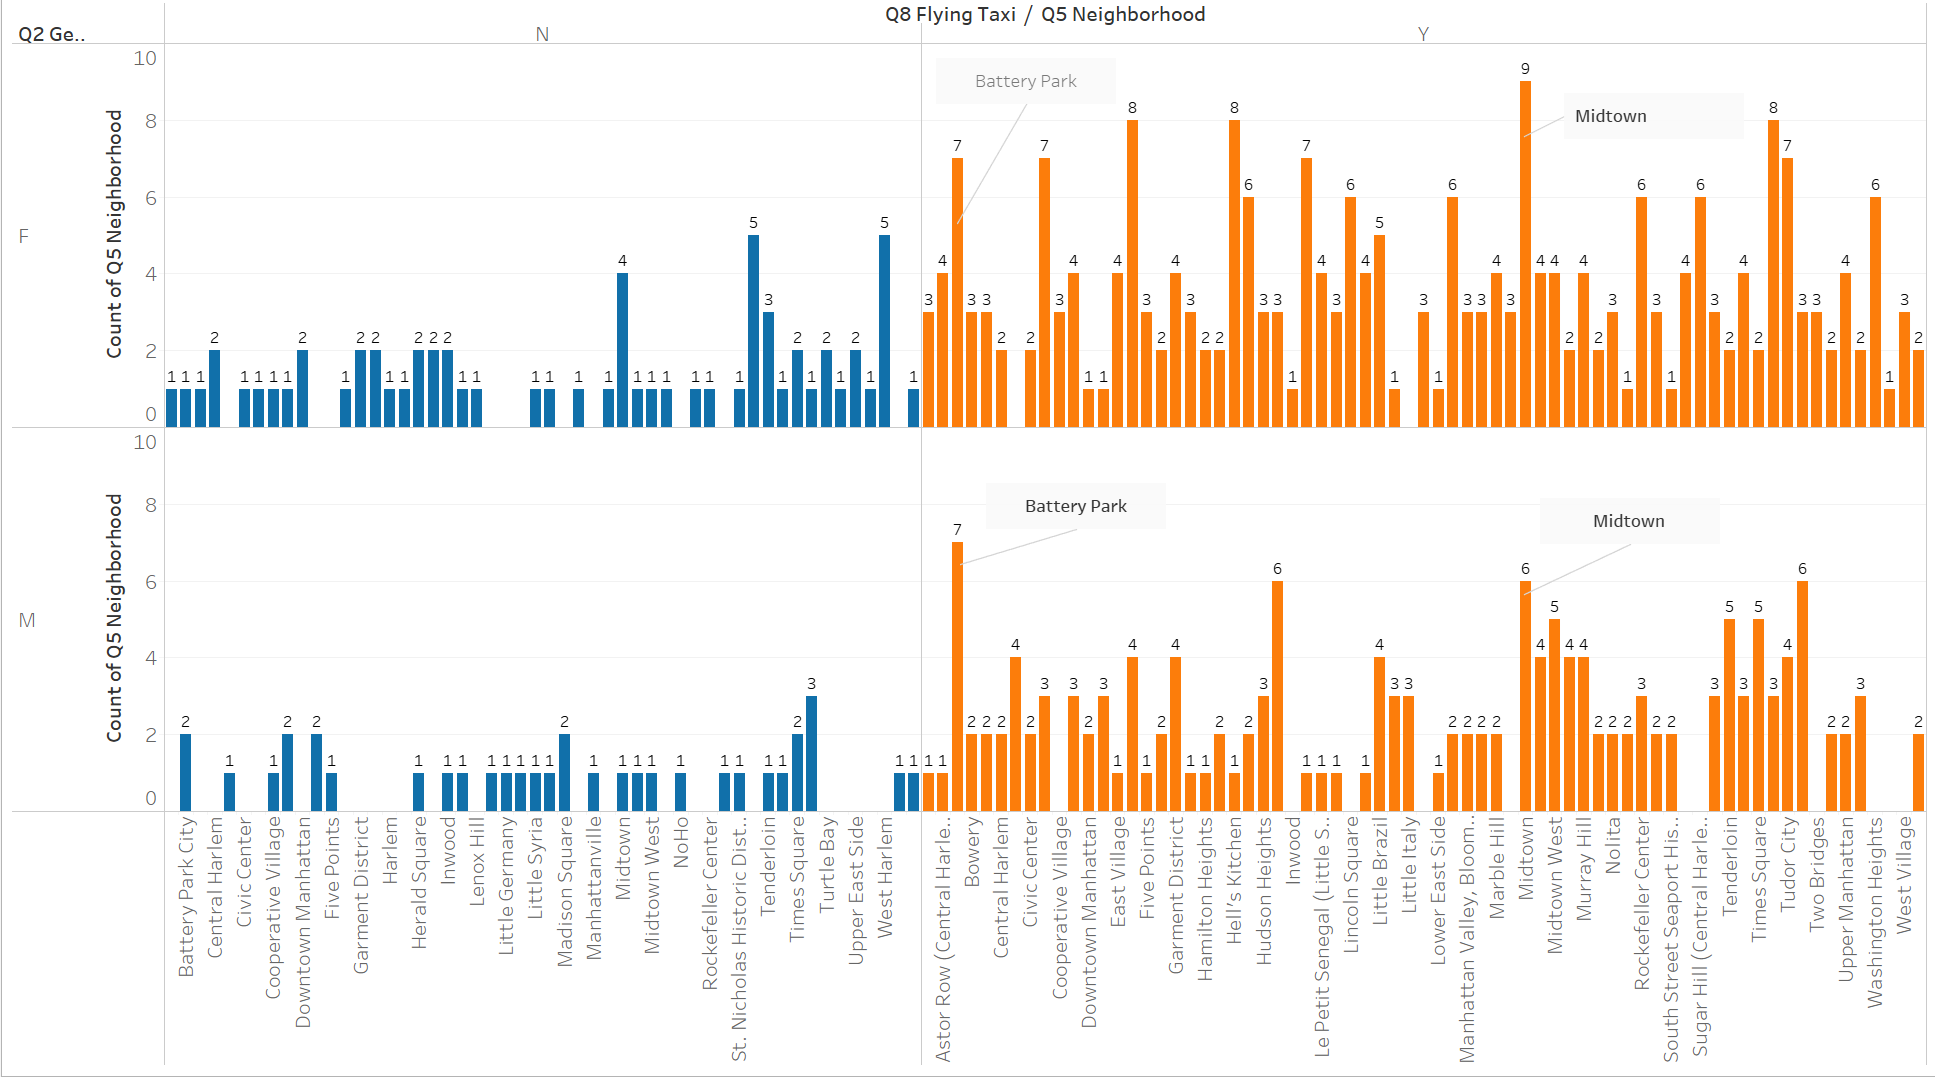 Q8 Flying Taxi / Q5 Neighborhood
Q2 Ge..
N
Y
F
Count of Q5 Neighborhood
10
8
6
4
2
0
1 1 1 2 1 1 1 1 2 1 2 2 1 1 2 2 2 1 1 1 1 1 1 4 1 1 1 1 1 1 5 3 1 2 1 2 1 2 1 5 1
3 4 7 3 3 2 2 7 3 4 1 1 4 8 3 2 4 3 2 2 8 6 3 3 1 7 4 3 6 4 5 1 3 1 6 3 3 4 3 9 4 4 2 4 2 3 1 6 3 1 4 6 3 2 4 2 8 7 3 3 2 4 2 6 1 3 2
Battery Park
Midtown
M
Count of Q5 Neighborhood
10
8
6
4
2
0
2 1 1 2 2 1 1 1 1 1 1 1 1 1 2 1 1 1 1 1 1 1 1 1 2 3 1 1
1 1 7 2 2 2 4 2 3 3 2 3 1 4 1 2 4 1 1 2 1 2 3 6 1 1 1 1 4 3 3 1 2 2 2 2 6 4 5 4 4 2 2 2 3 2 2 3 5 3 5 3 4 6 2 2 3 2
Battery Park
Midtown
Battery Park City
Central Harlem
Civic Center
Cooperative Village
Downtown Manhattan
Five Points
Garment District
Harlem
Herald Square
Inwood
Lenox Hill
Little Germany
Little Syria
Madison Square
Manhattanville
Midtown
Midtown West
NoHo
Rockefeller Center
St. Nicholas Historic Dist..
Tenderloin
Times Square
Turtle Bay
Upper East Side
West Harlem
Astor Row (Central Harle..
Bowery
Central Harlem
Civic Center
Cooperative Village
Downtown Manhattan
East Village
Five Points
Garment District
Hamilton Heights
Hell's Kitchen
Hudson Heights
Inwood
Le Petit Senegal (Little S..
Lincoln Square
Little Brazil
Little Italy
Lower East Side
Manhattan Valley, Bloom..
Marble Hill
Midtown
Midtown West
Murray Hill
Nolita
Rockefeller Center
South Street Seaport His..
Sugar Hill (Central Harle..
Tenderloin
Times Square
Tudor City
Two Bridges
Upper Manhattan
Washington Heights
West Village